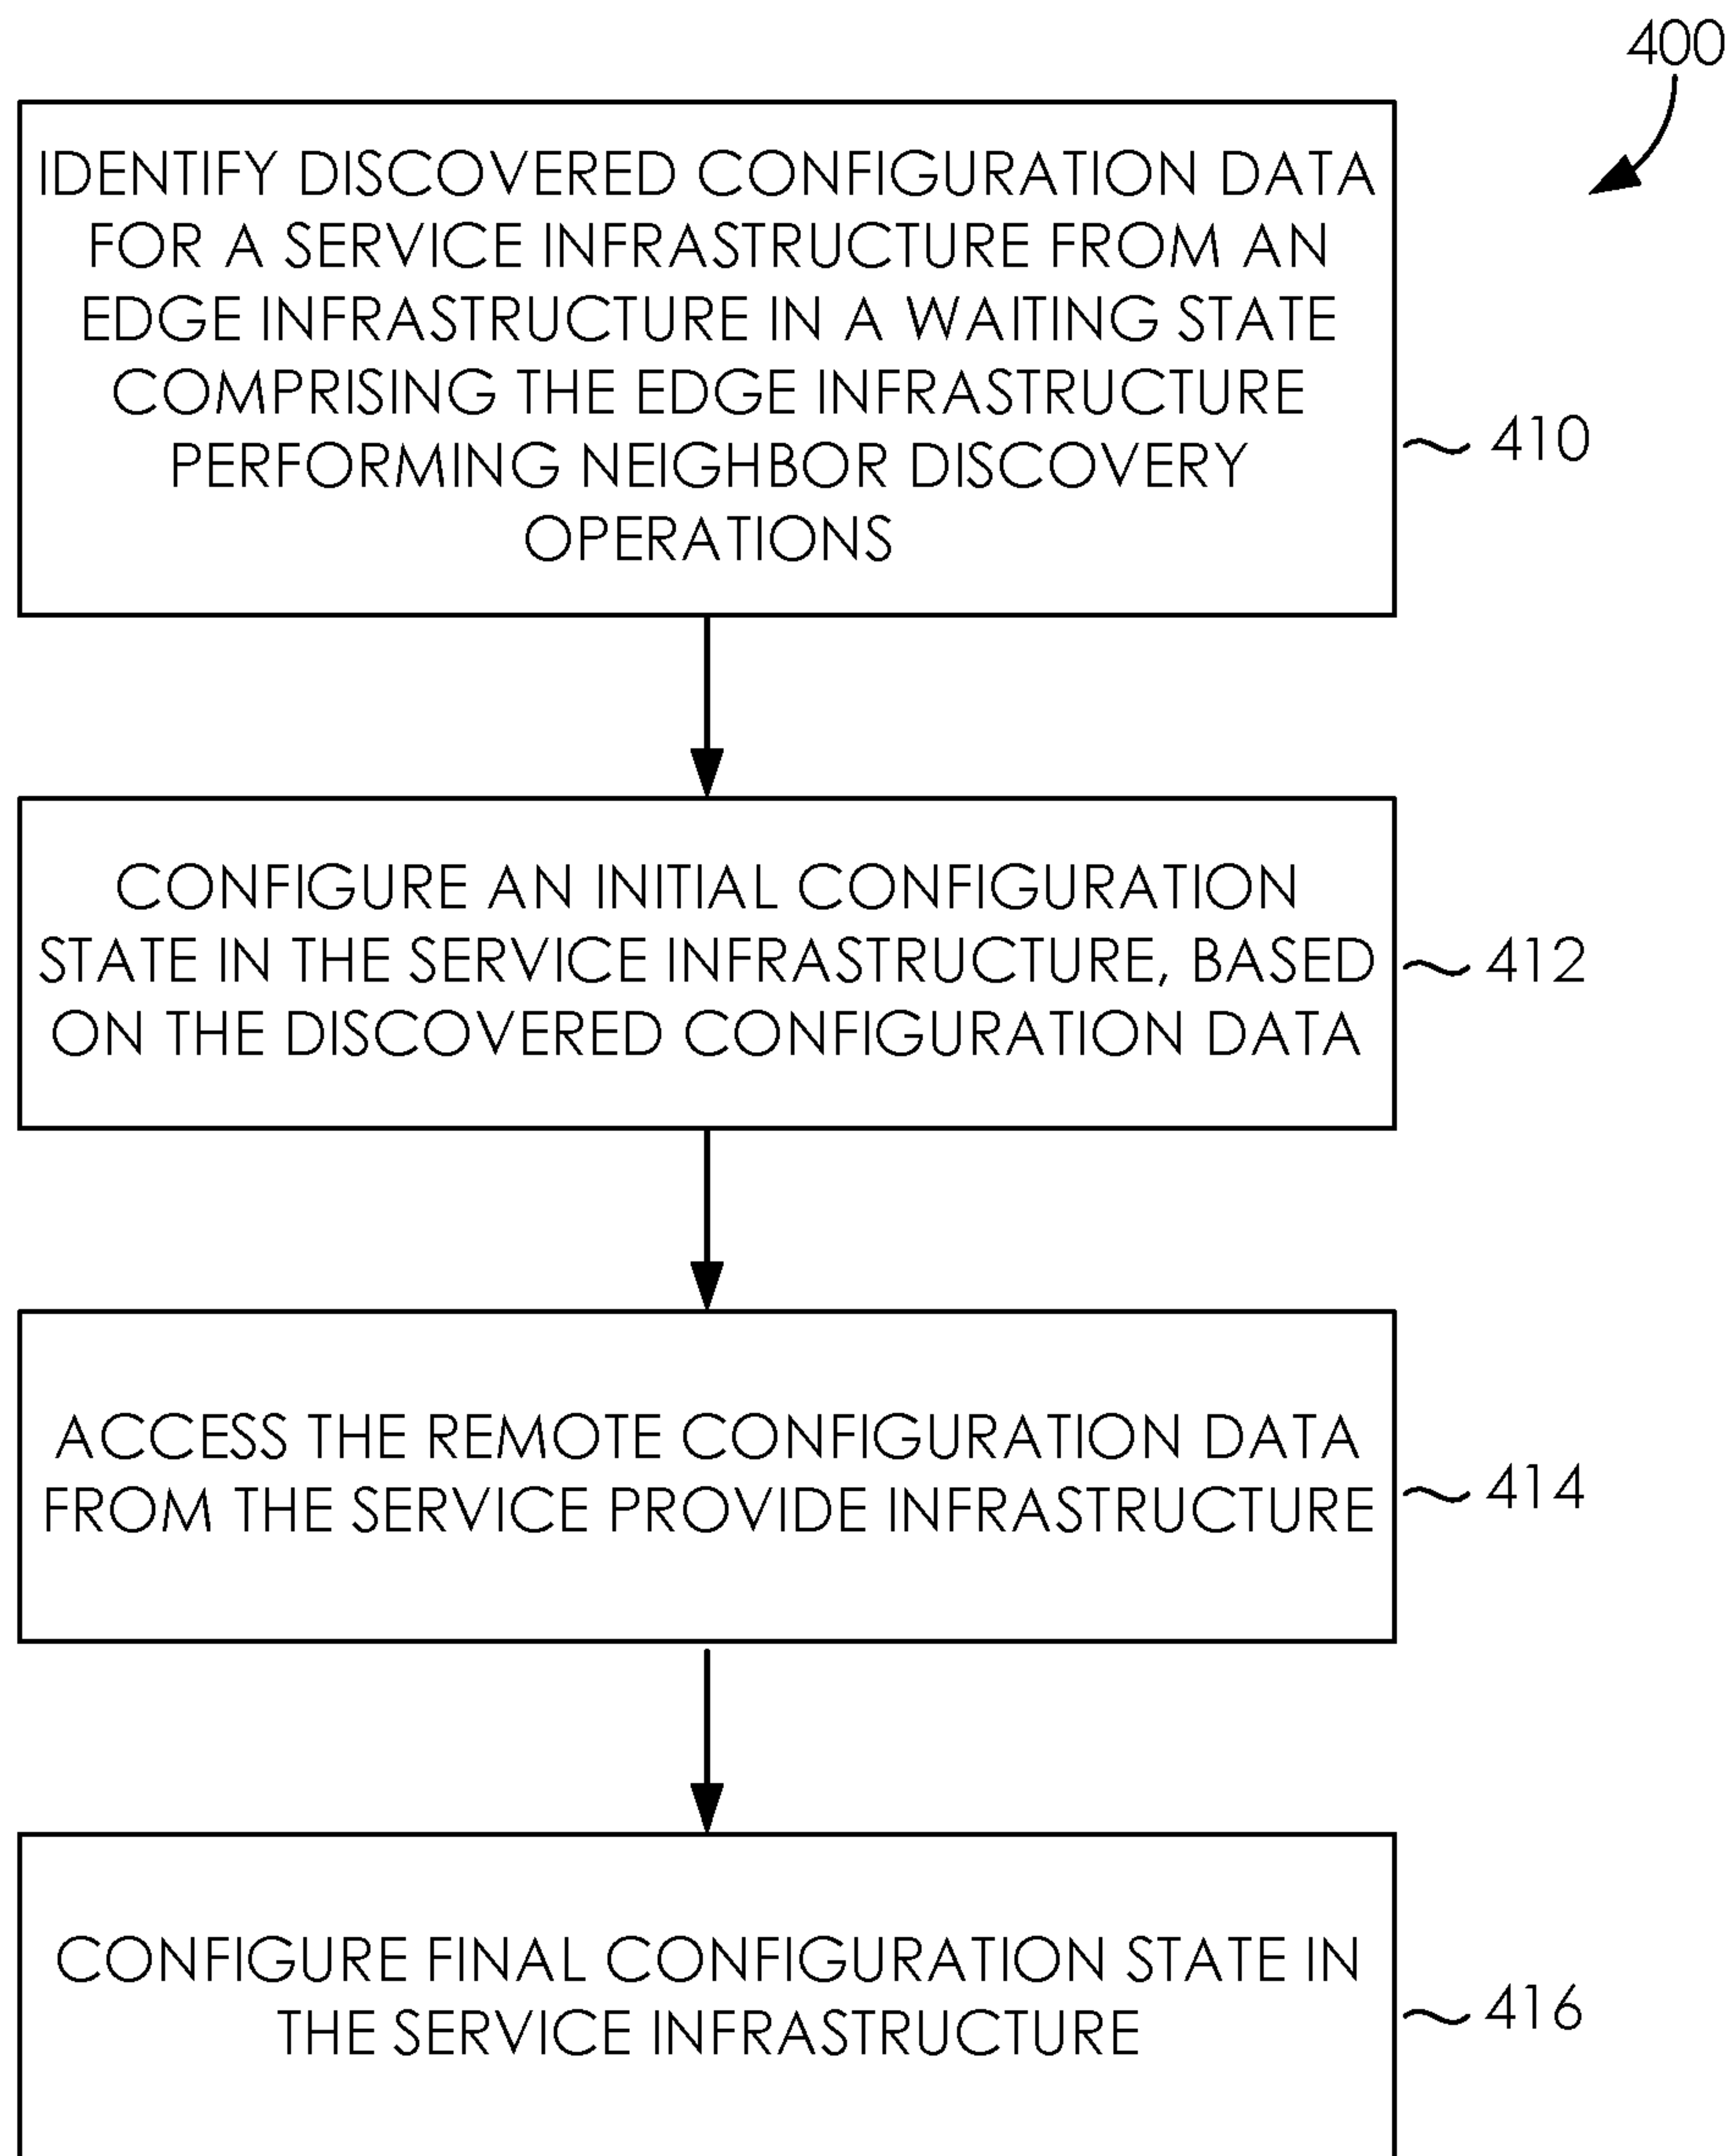 400
IDENTIFY DISCOVERED CONFIGURATION DATA
FOR A SERVICE INFRASTRUCTURE FROM AN
EDGE INFRASTRUCTURE IN A WAITING STATE
COMPRISING THE EDGE INFRASTRUCTURE
PERFORMING NEIGHBOR DISCOVERY
OPERATIONS
410
CONFIGURE AN INITIAL CONFIGURATION
STATE IN THE SERVICE INFRASTRUCTURE, BASED
ON THE DISCOVERED CONFIGURATION DATA
412
ACCESS THE REMOTE CONFIGURATION DATA
FROM THE SERVICE PROVIDE INFRASTRUCTURE
414
CONFIGURE FINAL CONFIGURATION STATE IN
THE SERVICE INFRASTRUCTURE
416